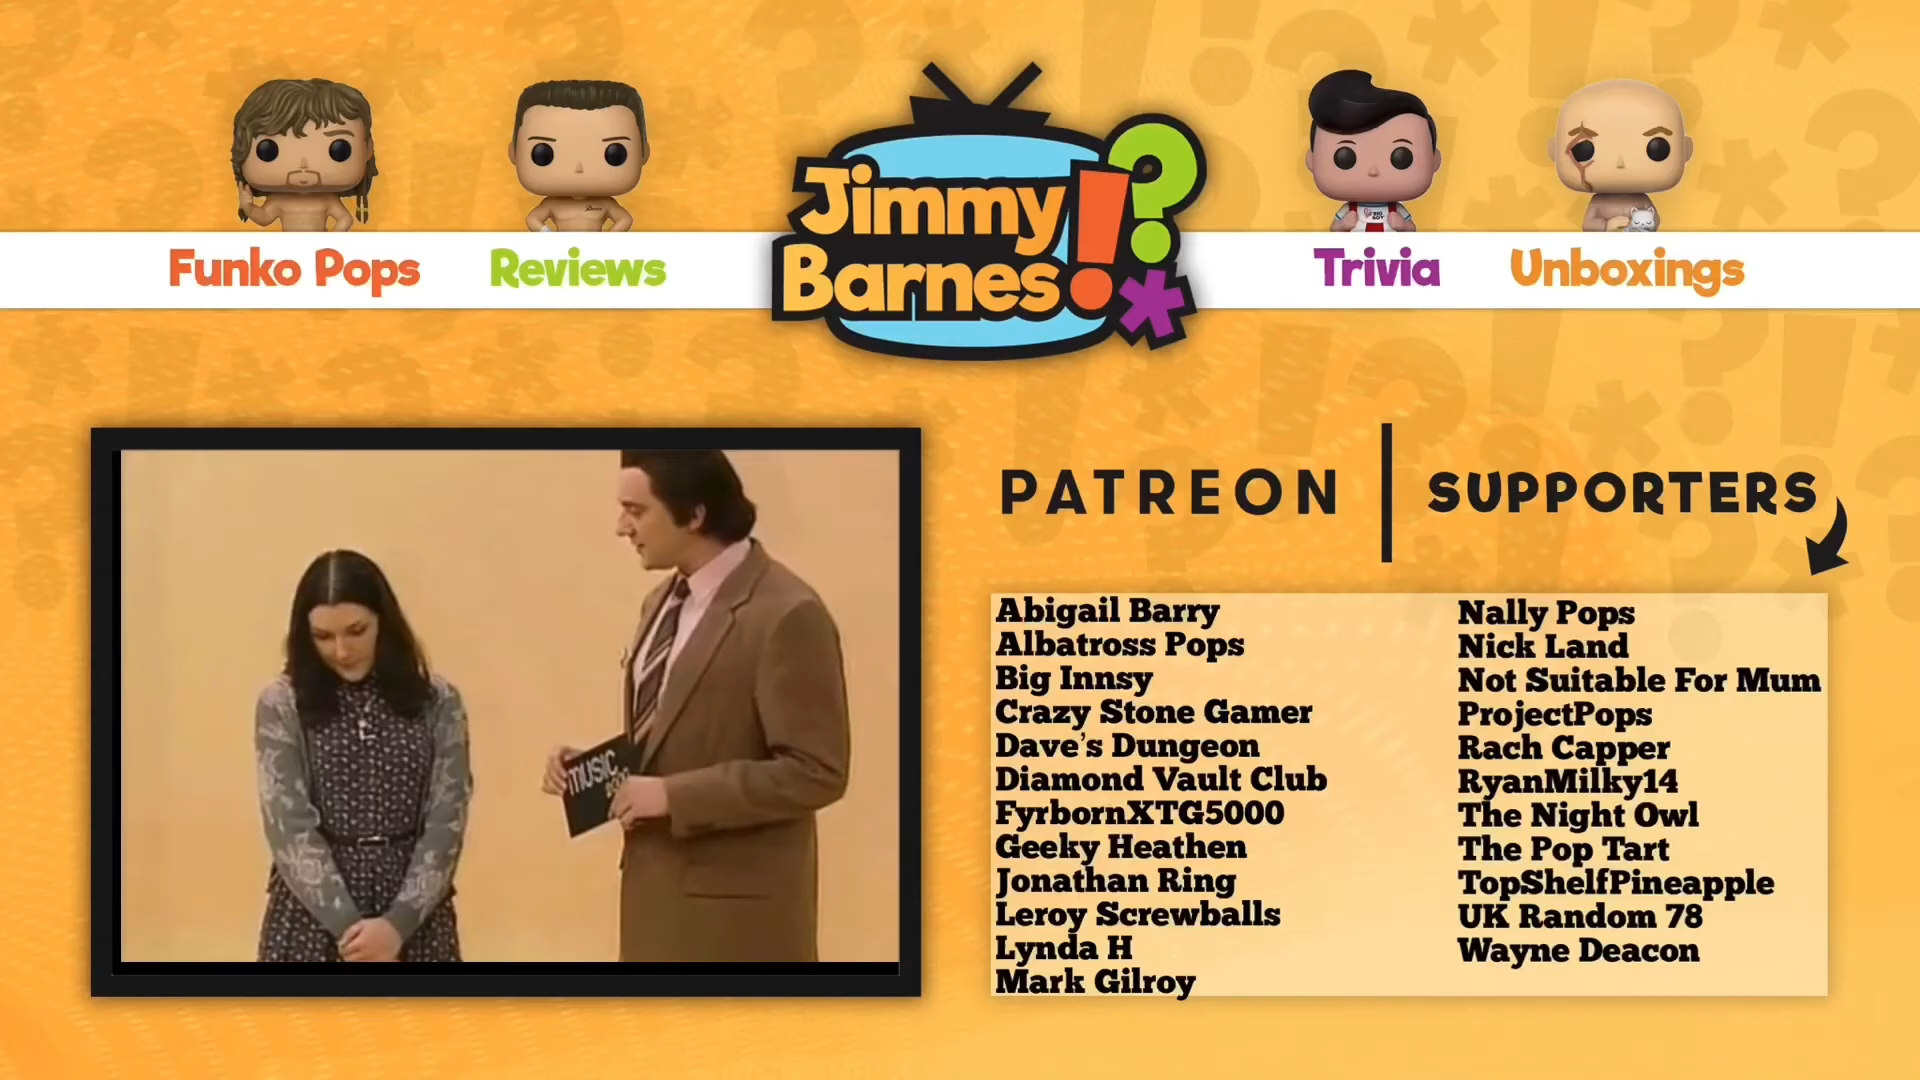 Jimmy
Barnes!?*
Funko Pops
Reviews
Trivia
Unboxings
PATREON | SUPPORTERS
Abigail Barry
Albatross Pops
Big Innsy
Crazy Stone Gamer
Dave's Dungeon
Diamond Vault Club
FyrbornXTG5000
Geeky Heathen
Jonathan Ring
Leroy Screwballs
Lynda H
Mark Gilroy
Nally Pops
Nick Land
Not Suitable For Mum
ProjectPops
Rach Capper
RyanMilky14
The Night Owl
The Pop Tart
TopShelfPineapple
UK Random 78
Wayne Deacon
MUSIC
BIG
BOY